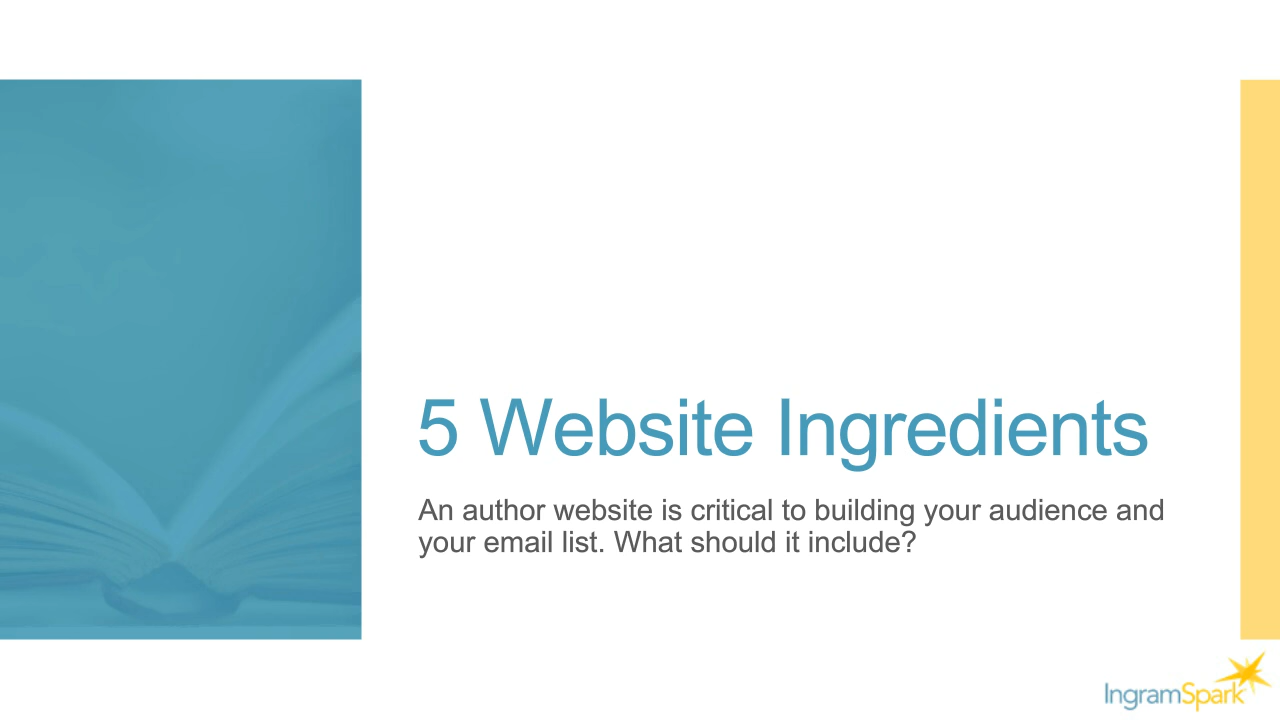 5 Website Ingredients
An author website is critical to building your audience and
your email list. What should it include?
IngramSpark